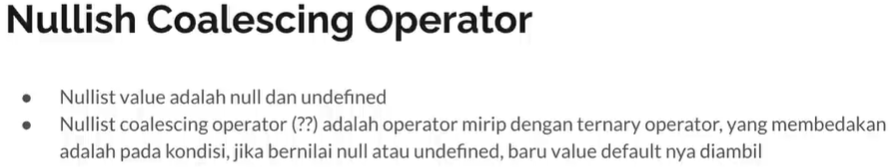 Nullish Coalescing Operator
● Nullist value adalah null dan undefined
● Nullist coalescing operator (??) adalah operator mirip dengan ternary operator, yang membedakan
adalah pada kondisi, jika bernilai null atau undefined, baru value default nya diambil